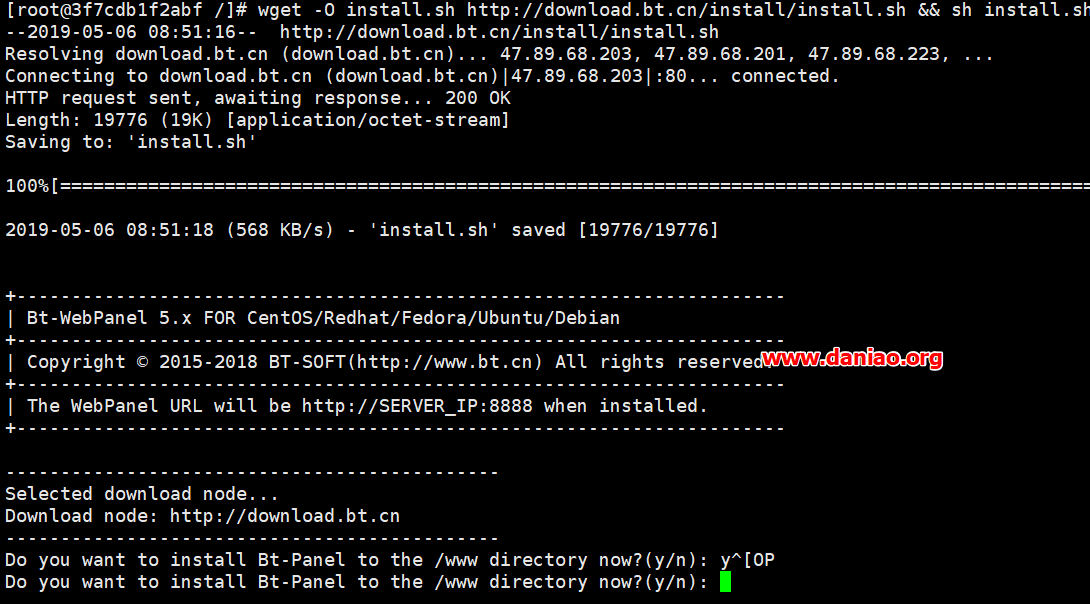 [root@3f7cdb1f2abf /]# wget -O install.sh http://download.bt.cn/install/install.sh && sh install.sh
--2019-05-06 08:51:16--  http://download.bt.cn/install/install.sh
Resolving download.bt.cn (download.bt.cn)... 47.89.68.203, 47.89.68.201, 47.89.68.223, ...
Connecting to download.bt.cn (download.bt.cn)|47.89.68.203|:80... connected.
HTTP request sent, awaiting response... 200 OK
Length: 19776 (19K) [application/octet-stream]
Saving to: 'install.sh'
100%[==============================================================================================
2019-05-06 08:51:18 (568 KB/s) - 'install.sh' saved [19776/19776]
+----------------------------------------------------------------------
| Bt-WebPanel 5.x FOR CentOS/Redhat/Fedora/Ubuntu/Debian
+----------------------------------------------------------------------
| Copyright © 2015-2018 BT-SOFT(http://www.bt.cn) All rights reserved.
www.daniao.org
+----------------------------------------------------------------------
| The WebPanel URL will be http://SERVER_IP:8888 when installed.
+----------------------------------------------------------------------
---------------------------------------------
Selected download node...
Download node: http://download.bt.cn
---------------------------------------------
Do you want to install Bt-Panel to the /www directory now?(y/n): y^[OP
Do you want to install Bt-Panel to the /www directory now?(y/n):